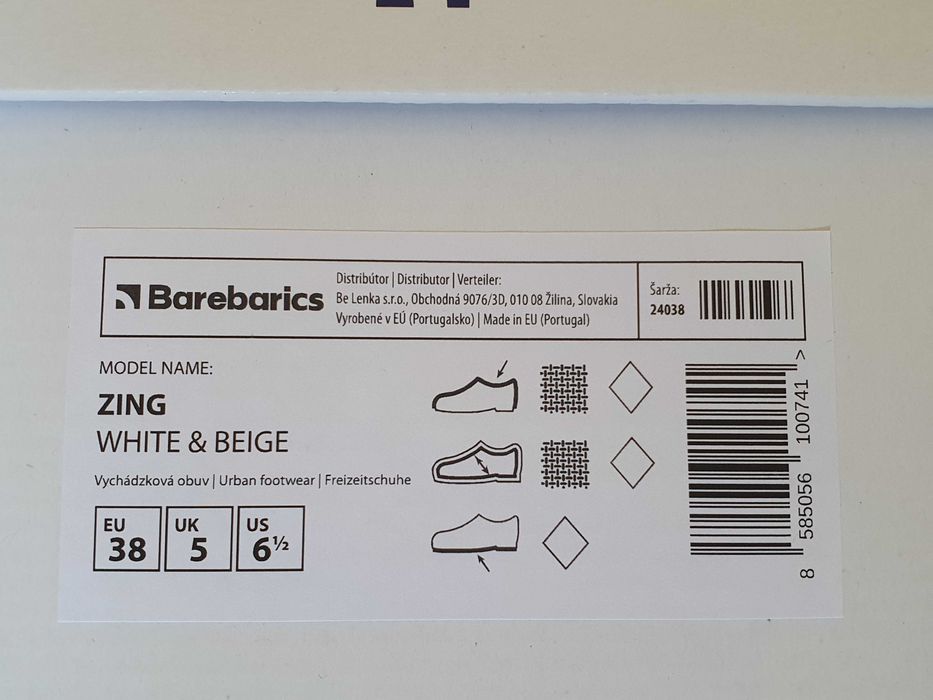 Barebarics
Distribútor | Distributor | Verteiler:
Be Lenka s.r.o., Obchodná 9076/3D, 010 08 Žilina, Slovakia
Vyrobené v EÚ (Portugalsko) | Made in EU (Portugal)
Šarža:
24038
MODEL NAME:
ZING
WHITE & BEIGE
Vychádzková obuv | Urban footwear | Freizeitschuhe
EU 38
UK 5
US 6½
8 585056 100741 >